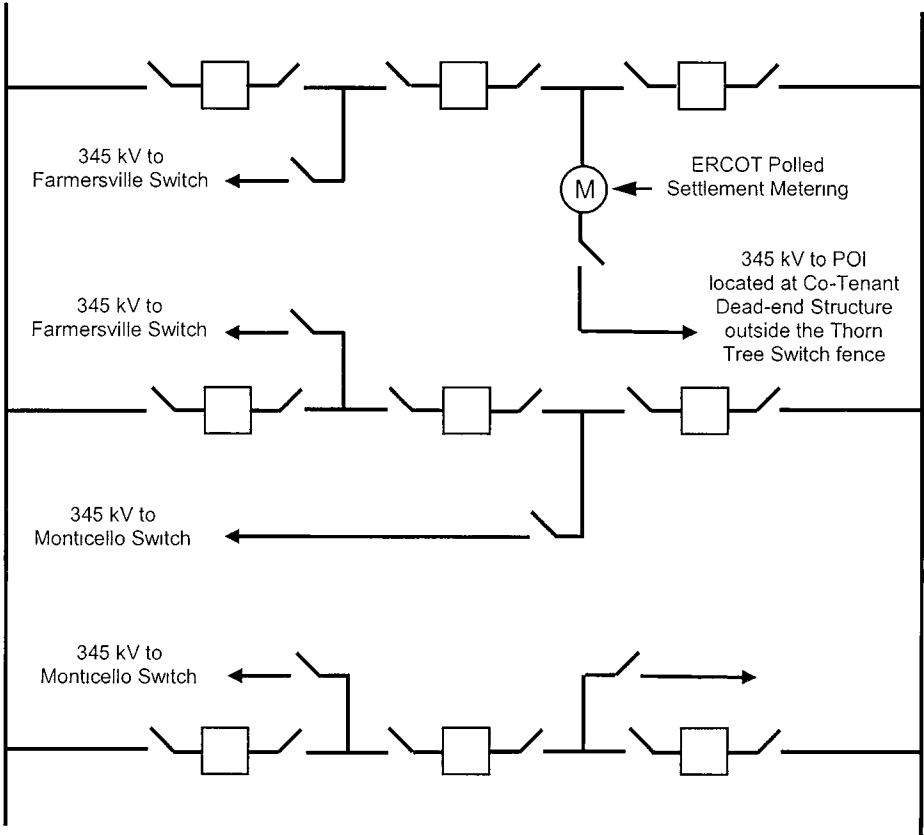 345 kV to
Farmersville Switch
M
ERCOT Polled
Settlement Metering
345 kV to POI
located at Co-Tenant
Dead-end Structure
outside the Thorn
Tree Switch fence
345 kV to
Farmersville Switch
345 kV to
Monticello Switch
345 kV to
Monticello Switch